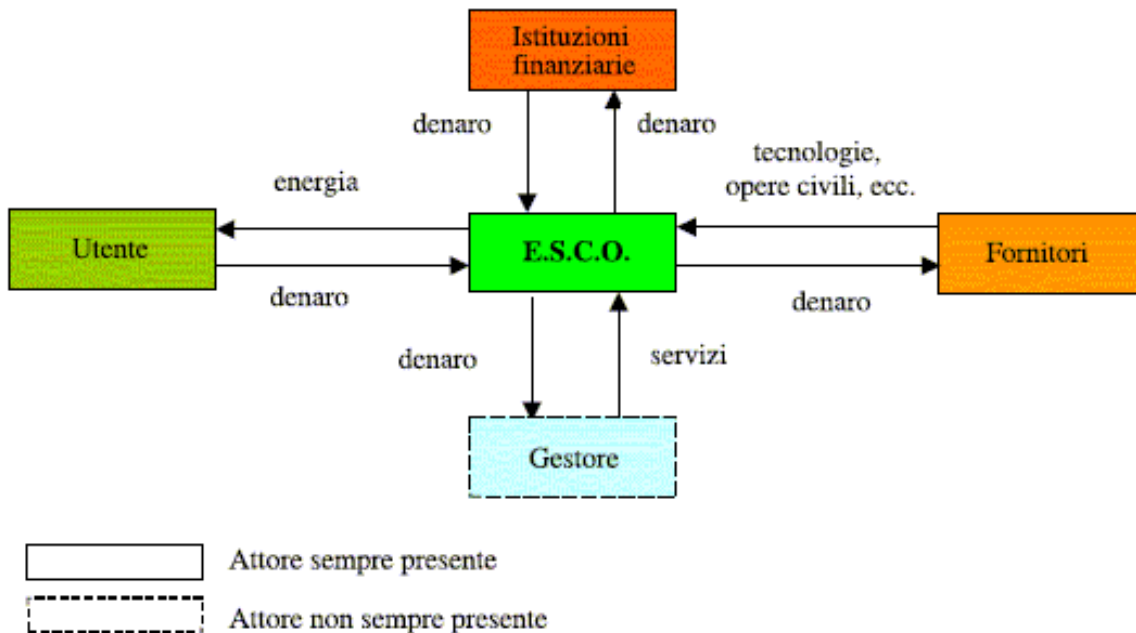 Istituzioni
finanziarie
denaro
denaro
tecnologie,
opere civili, ecc.
energia
Utente
E.S.C.O.
Fornitori
denaro
denaro
denaro
servizi
Gestore
Attore sempre presente
Attore non sempre presente